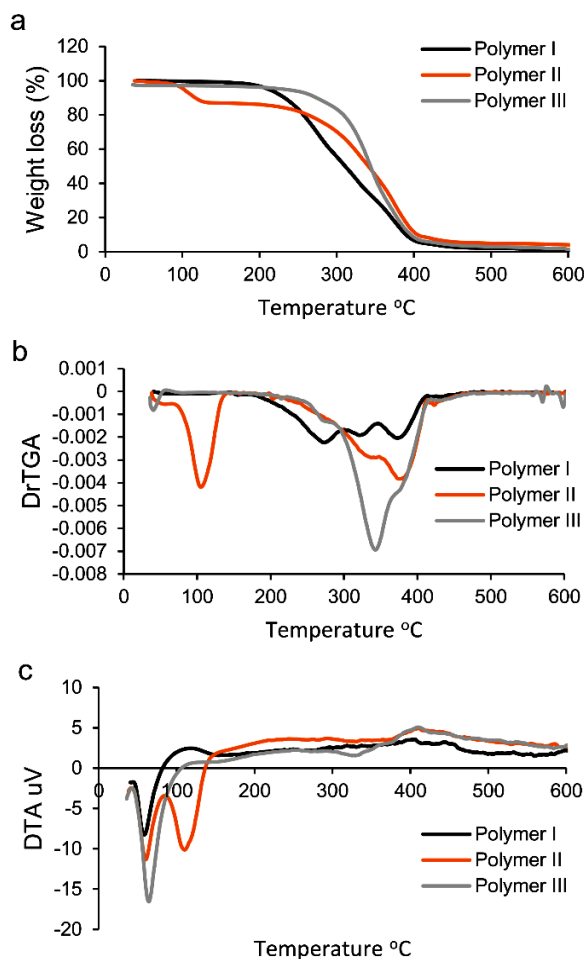 a
Weight loss (%)
120
100
80
60
40
20
0
0 100 200 300 400 500 600
Temperature ºC
Polymer I
Polymer II
Polymer III
b
DrTGA
0.001
0
-0.001
-0.002
-0.003
-0.004
-0.005
-0.006
-0.007
-0.008
0 100 200 300 400 500 600
Temperature ºC
Polymer I
Polymer II
Polymer III
c
DTA uV
10
5
0
-5
-10
-15
-20
0 100 200 300 400 500 600
Temperature ºC
Polymer I
Polymer II
Polymer III